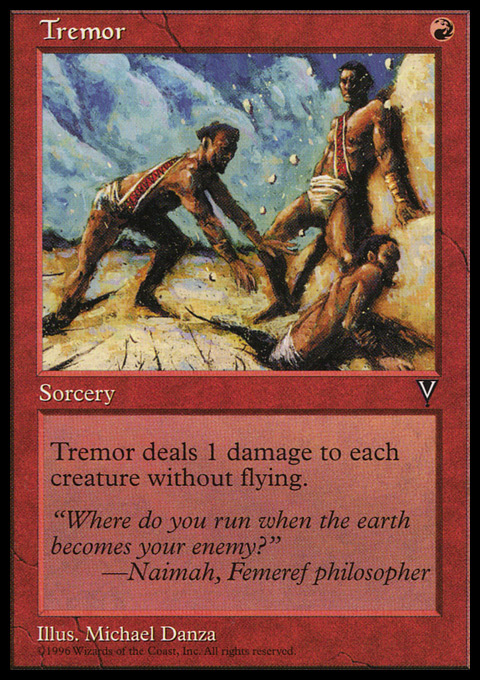 Tremor
Sorcery
V
Tremor deals 1 damage to each
creature without flying.
“Where do you run when the earth
becomes your enemy?”
—Naimah, Femeref philosopher
Illus. Michael Danza
©1996 Wizards of the Coast, Inc. All rights reserved.